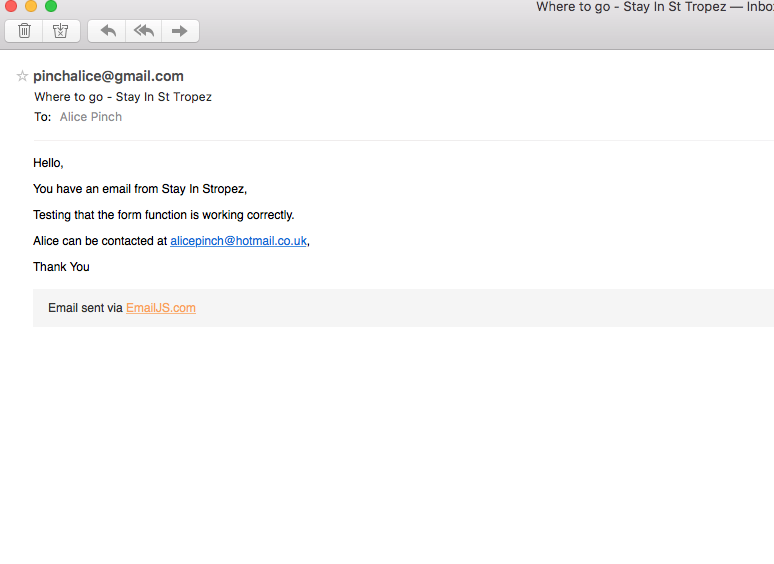 Where to go - Stay In St Tropez — Inbo
pinchalice@gmail.com
Where to go - Stay In St Tropez
To: Alice Pinch
Hello,
You have an email from Stay In Stropez,
Testing that the form function is working correctly.
Alice can be contacted at alicepinch@hotmail.co.uk,
Thank You
Email sent via EmailJS.com